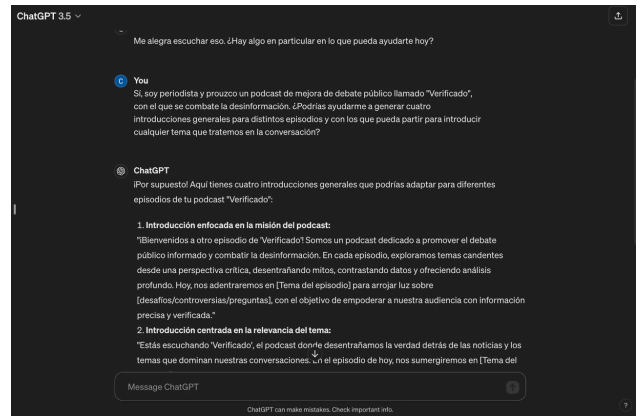 ChatGPT 3.5
Me alegra escuchar eso. ¿Hay algo en particular en lo que pueda ayudarte hoy?
C You
Sí, soy periodista y prouzco un podcast de mejora de debate público llamado "Verificado",
con el que se combate la desinformación. ¿Podrías ayudarme a generar cuatro
introducciones generales para distintos episodios y con los que pueda partir para introducir
cualquier tema que tratemos en la conversación?
ChatGPT
¡Por supuesto! Aquí tienes cuatro introducciones generales que podrías adaptar para diferentes
episodios de tu podcast "Verificado":
1. Introducción enfocada en la misión del podcast:
"¡Bienvenidos a otro episodio de 'Verificado'! Somos un podcast dedicado a promover el debate
público informado y combatir la desinformación. En cada episodio, exploramos temas candentes
desde una perspectiva crítica, desentrañando mitos, contrastando datos y ofreciendo análisis
profundo. Hoy, nos adentraremos en [Tema del episodio] para arrojar luz sobre
[desafíos/controversias/preguntas], con el objetivo de empoderar a nuestra audiencia con información
precisa y verificada."
2. Introducción centrada en la relevancia del tema:
"Estás escuchando 'Verificado', el podcast donde desentrañamos la verdad detrás de las noticias y los
temas que dominan nuestras conversaciones. En el episodio de hoy, nos sumergiremos en [Tema del
Message ChatGPT
ChatGPT can make mistakes. Check important info.
?